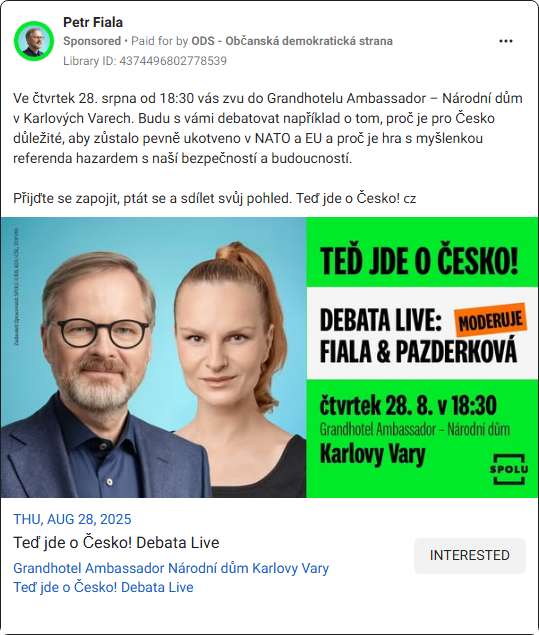 Petr Fiala
Sponsored • Paid for by ODS - Občanská demokratická strana
Library ID: 4374496802778539
Ve čtvrtek 28. srpna od 18:30 vás zvu do Grandhotelu Ambassador – Národní dům
v Karlových Varech. Budu s vámi debatovat například o tom, proč je pro Česko
důležité, aby zůstalo pevně ukotveno v NATO a EU a proč je hra s myšlenkou
referenda hazardem s naší bezpečností a budoucností.
Přijďte se zapojit, ptát se a sdílet svůj pohled. Teď jde o Česko! cz
TEĎ JDE O ČESKO!
DEBATA LIVE: MODERUJE
FIALA & PAZDERKOVÁ
čtvrtek 28. 8. v 18:30
Grandhotel Ambassador – Národní dům
Karlovy Vary
SPOLU
THU, AUG 28, 2025
Teď jde o Česko! Debata Live
INTERESTED
Grandhotel Ambassador Národní dům Karlovy Vary
Teď jde o Česko! Debata Live